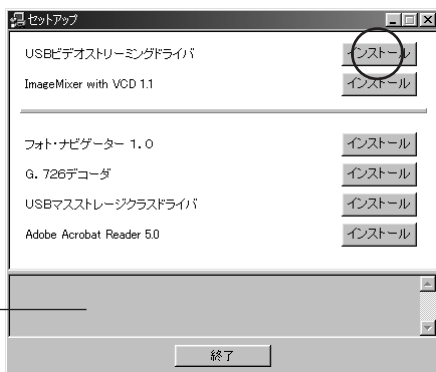 セットアップ
USBビデオストリーミングドライバ インストール
ImageMixer with VCD 1.1 インストール
フォト・ナビゲーター 1.0 インストール
G. 726デコーダ インストール
USBマスストレージクラスドライバ インストール
Adobe Acrobat Reader 5.0 インストール
終了